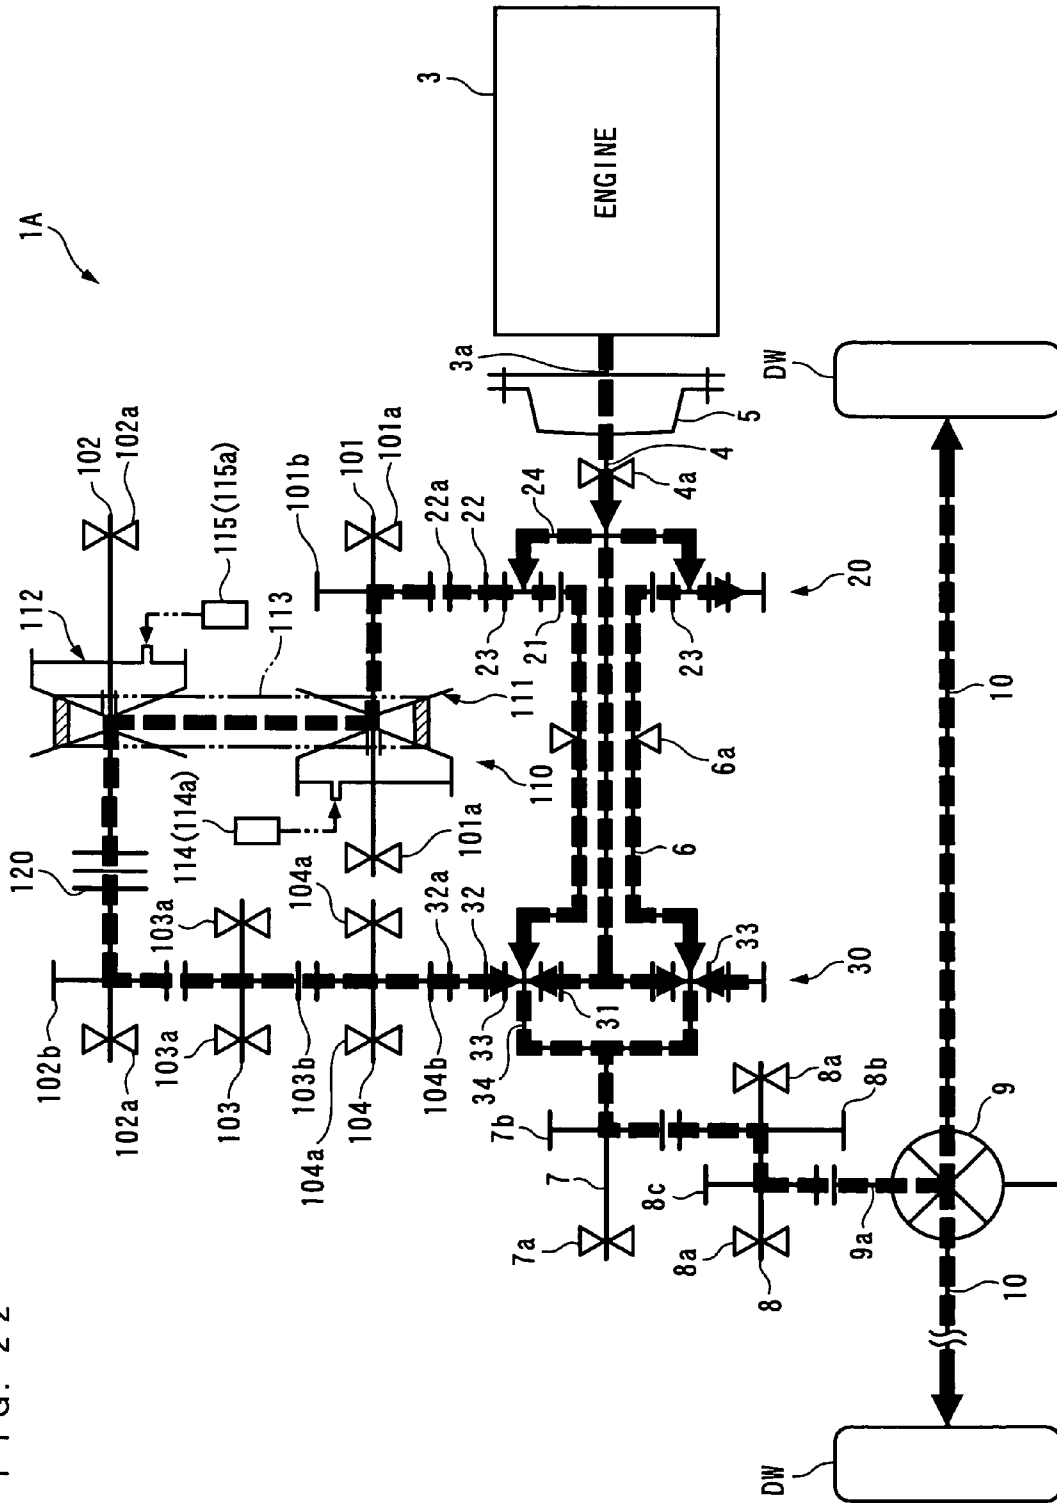 FIG. 22
1A
3
ENGINE
3a
5
4
4a
24
102
102a
101b
101
101a
22a
22
115(115a)
112
113
23
21
23
20
111
110
114(114a)
101a
6a
6
DW
10
120
103a
104a
32a
32
33
30
102b
102a
103a
103
103b
104a
104
104b
33
34
31
7b
7
7a
8a
8b
8c
8a
8
9
9a
10
DW